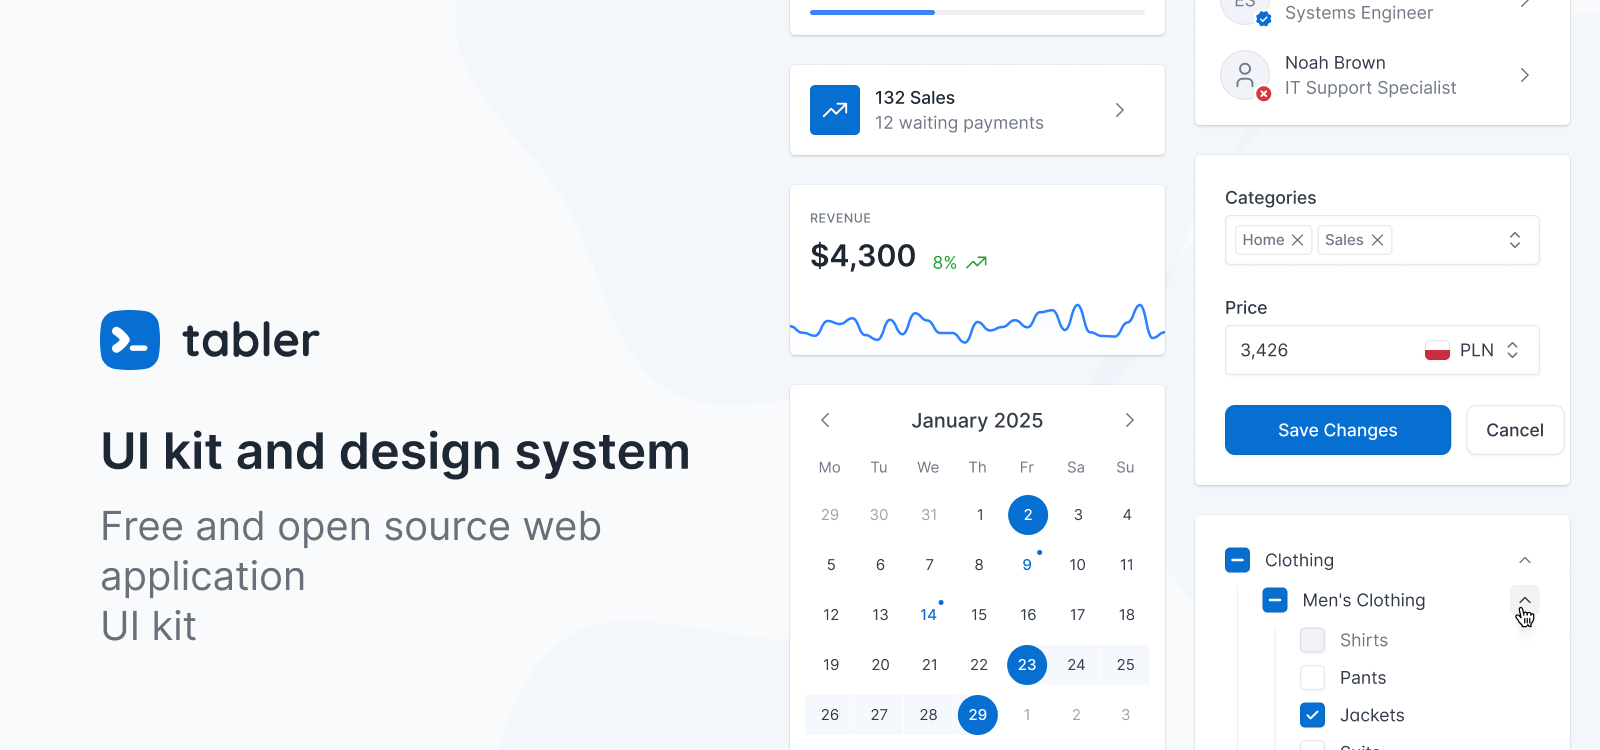 tabler
UI kit and design system
Free and open source web
application
UI kit
132 Sales
12 waiting payments
REVENUE
$4,300 8%
January 2025
Mo Tu We Th Fr Sa Su
29 30 31 1 2 3 4
5 6 7 8 9 10 11
12 13 14 15 16 17 18
19 20 21 22 23 24 25
26 27 28 29 1 2 3
ES
Systems Engineer
Noah Brown
IT Support Specialist
Categories
Home Sales
Price
3,426 PLN
Save Changes Cancel
Clothing
Men's Clothing
Shirts
Pants
Jackets